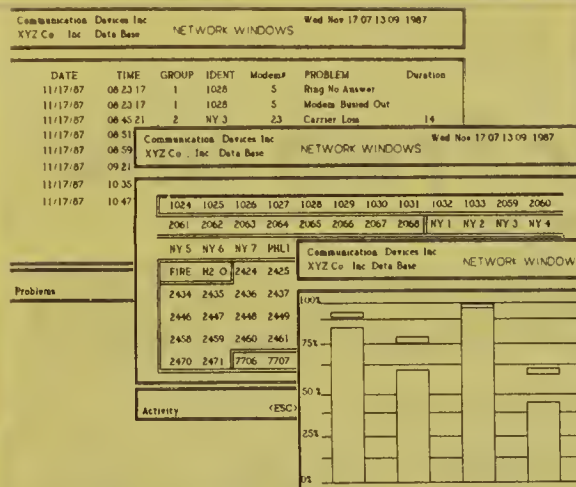 Communication Devices Inc Wed Nov 17 07 13 09 1987
XYZ Co Inc Data Base NETWORK WINDOWS
DATE TIME GROUP IDENT Modem# PROBLEM Duration
11/17/87 08 23 17 1 1028 5 Ring No Answer
11/17/87 08 23 17 1 1028 5 Modem Busied Out
11/17/87 08 45 21 2 NY 3 23 Carrier Loss 14
11/17/87 08 51
11/17/87 08 59
11/17/87 09 21
11/17/87 10 35
11/17/87 10 47
Problems
Communication Devices Inc Wed Nov 17 07 13 09 1987
XYZ Co , Inc Data Base NETWORK WINDOWS
1024 1025 1026 1027 1028 1029 1030 1031 1032 1033 2059 2060
2061 2062 2063 2064 2065 2066 2067 2068 NY 1 NY 2 NY 3 NY 4
NY 5 NY 6 NY 7 PHL1
FIRE H2 O 2424 2425
2434 2435 2436 2437
2446 2447 2448 2449
2458 2459 2460 2461
2470 2471 7706 7707
Activity <ESC>
Communication Devices Inc
XYZ Co Inc Data Base NETWORK WINDOW
100%
75%
50%
25%
0%